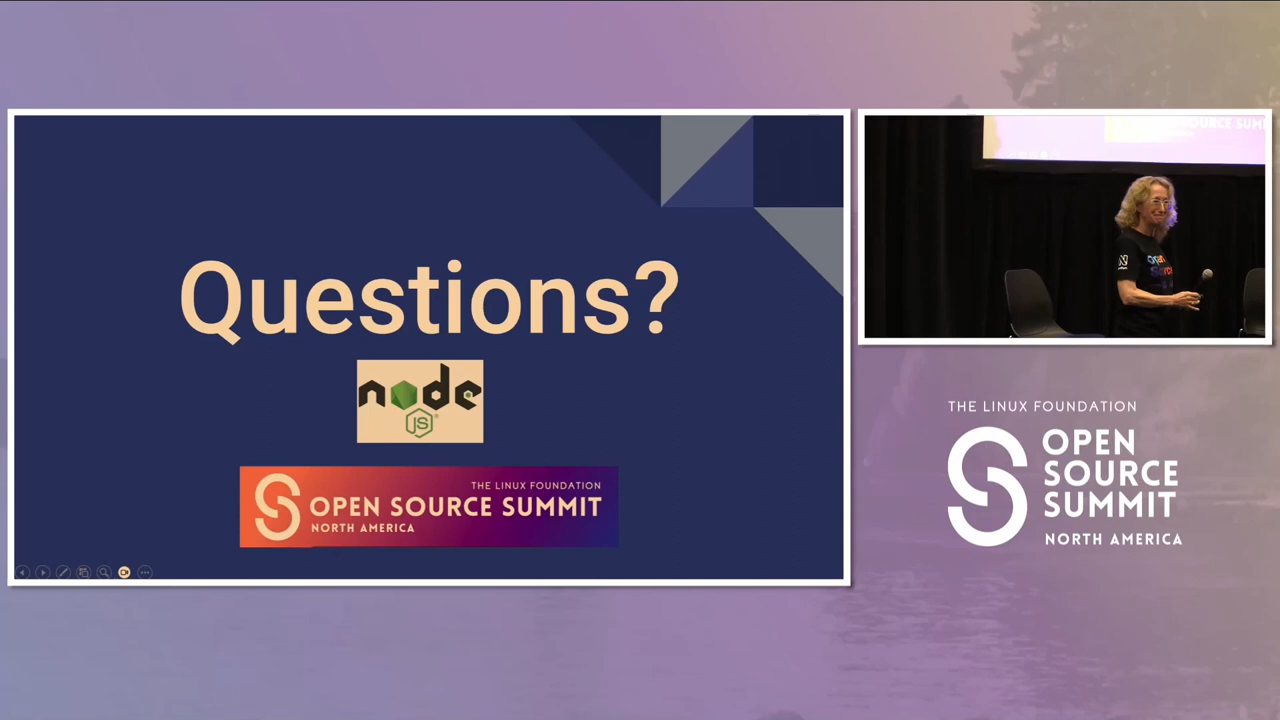 Questions?
node
JS
THE LINUX FOUNDATION
OPEN SOURCE SUMMIT
NORTH AMERICA
Open
THE LINUX FOUNDATION
OPEN
SOURCE
SUMMIT
NORTH AMERICA